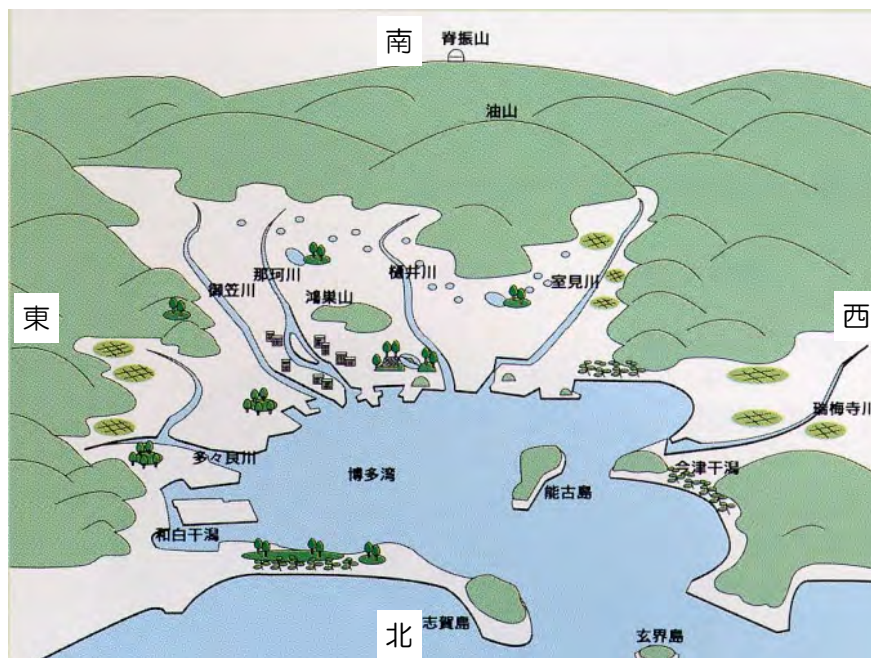 南
脊振山
油山
那珂川
樋井川
室見川
御笠川
鴻巣山
東
西
瑞梅寺川
多々良川
博多湾
能古島
今津干潟
和白干潟
北
志賀島
玄界島